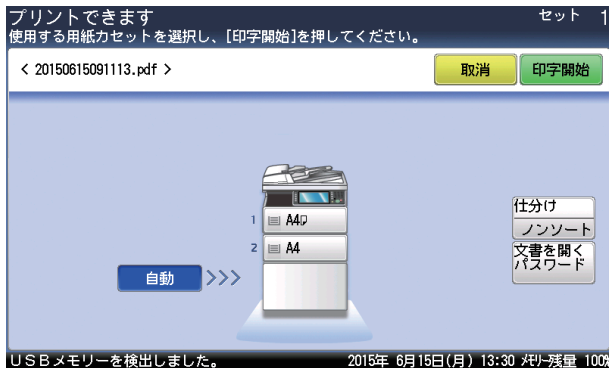 プリントできます
セット 1
使用する用紙カセットを選択し、[印字開始]を押してください。
< 20150615091113.pdf >
取消
印字開始
1 A4
2 A4
自動 >>>
仕分け
ノンソート
文書を開く
パスワード
USBメモリーを検出しました。
2015年 6月15日(月) 13:30 メモリー残量 100%